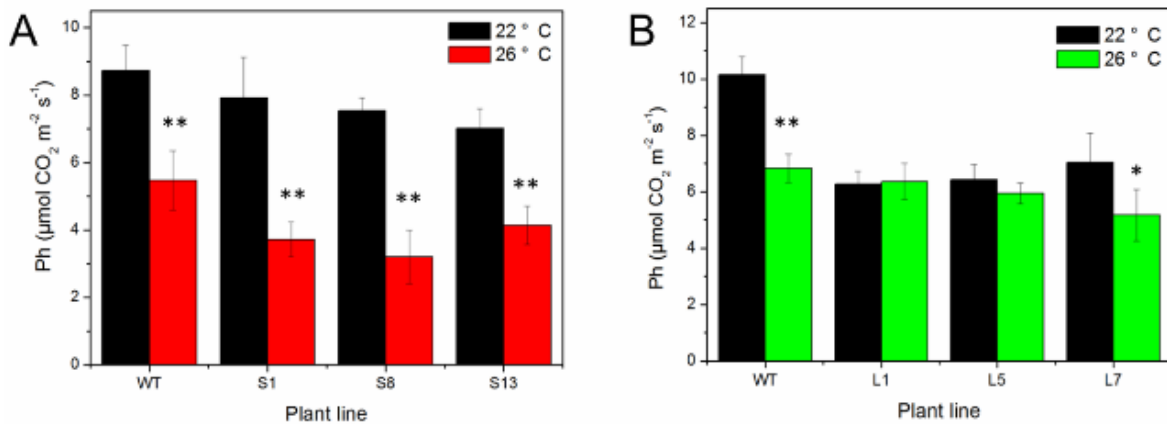 A
10
8
6
4
2
0
Ph (µmol CO₂ m⁻² s⁻¹)
22 ° C
26 ° C
**
**
**
**
WT S1 S8 S13
Plant line
B
12
10
8
6
4
2
0
Ph (µmol CO₂ m⁻² s⁻¹)
22 ° C
26 ° C
**
*
WT L1 L5 L7
Plant line